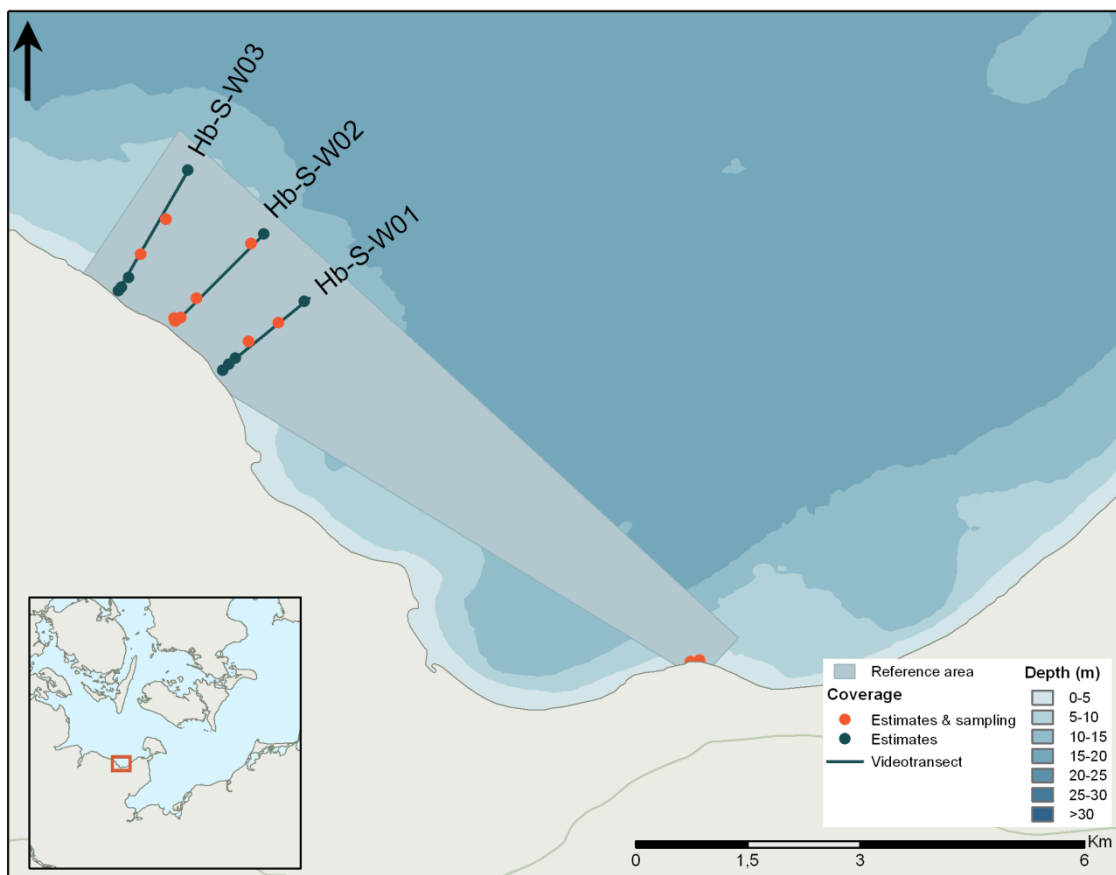 Hb-S-W03
Hb-S-W02
Hb-S-W01
Reference area
Coverage
Estimates & sampling
Estimates
Videotransect
Depth (m)
0-5
5-10
10-15
15-20
20-25
25-30
>30
Km
0 1,5 3 6